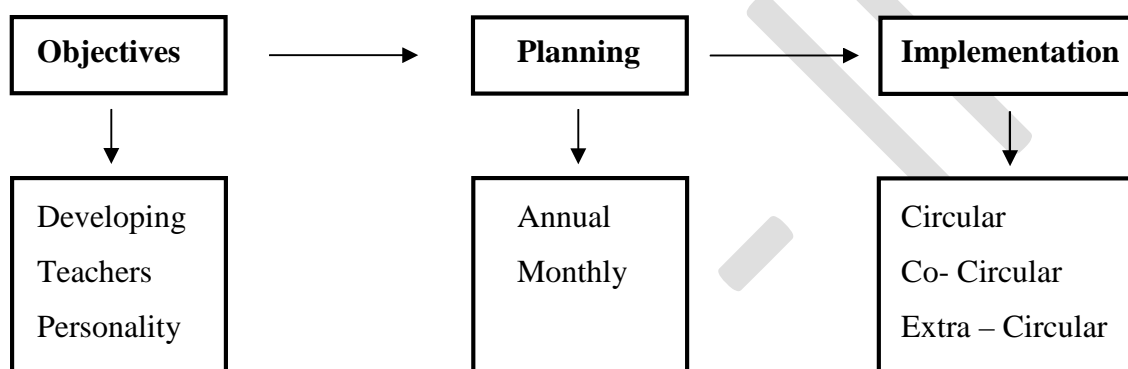 Objectives
Planning
Implementation
Developing
Teachers
Personality
Annual
Monthly
Circular
Co- Circular
Extra – Circular